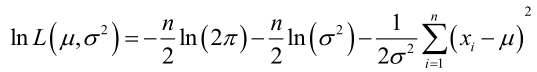 ln L(μ, σ²) = −n/2 ln(2π) − n/2 ln(σ²) − 1/(2σ²) ∑_{i=1}^{n} (x_i − μ)²